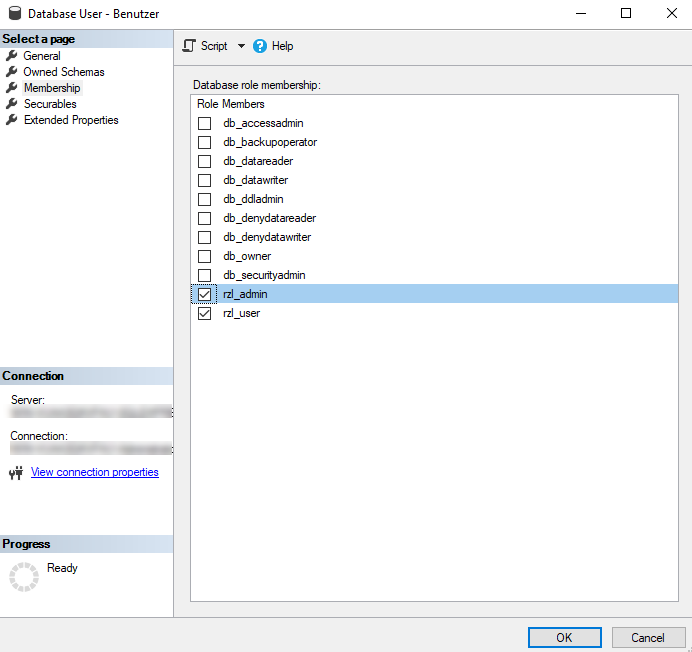 Database User - Benutzer
Select a page
General
Owned Schemas
Membership
Securables
Extended Properties
Script
Help
Database role membership:
Role Members
db_accessadmin
db_backupoperator
db_datareader
db_datawriter
db_ddladmin
db_denydatareader
db_denydatawriter
db_owner
db_securityadmin
rzl_admin
rzl_user
Connection
Server:
Connection:
View connection properties
Progress
Ready
OK
Cancel